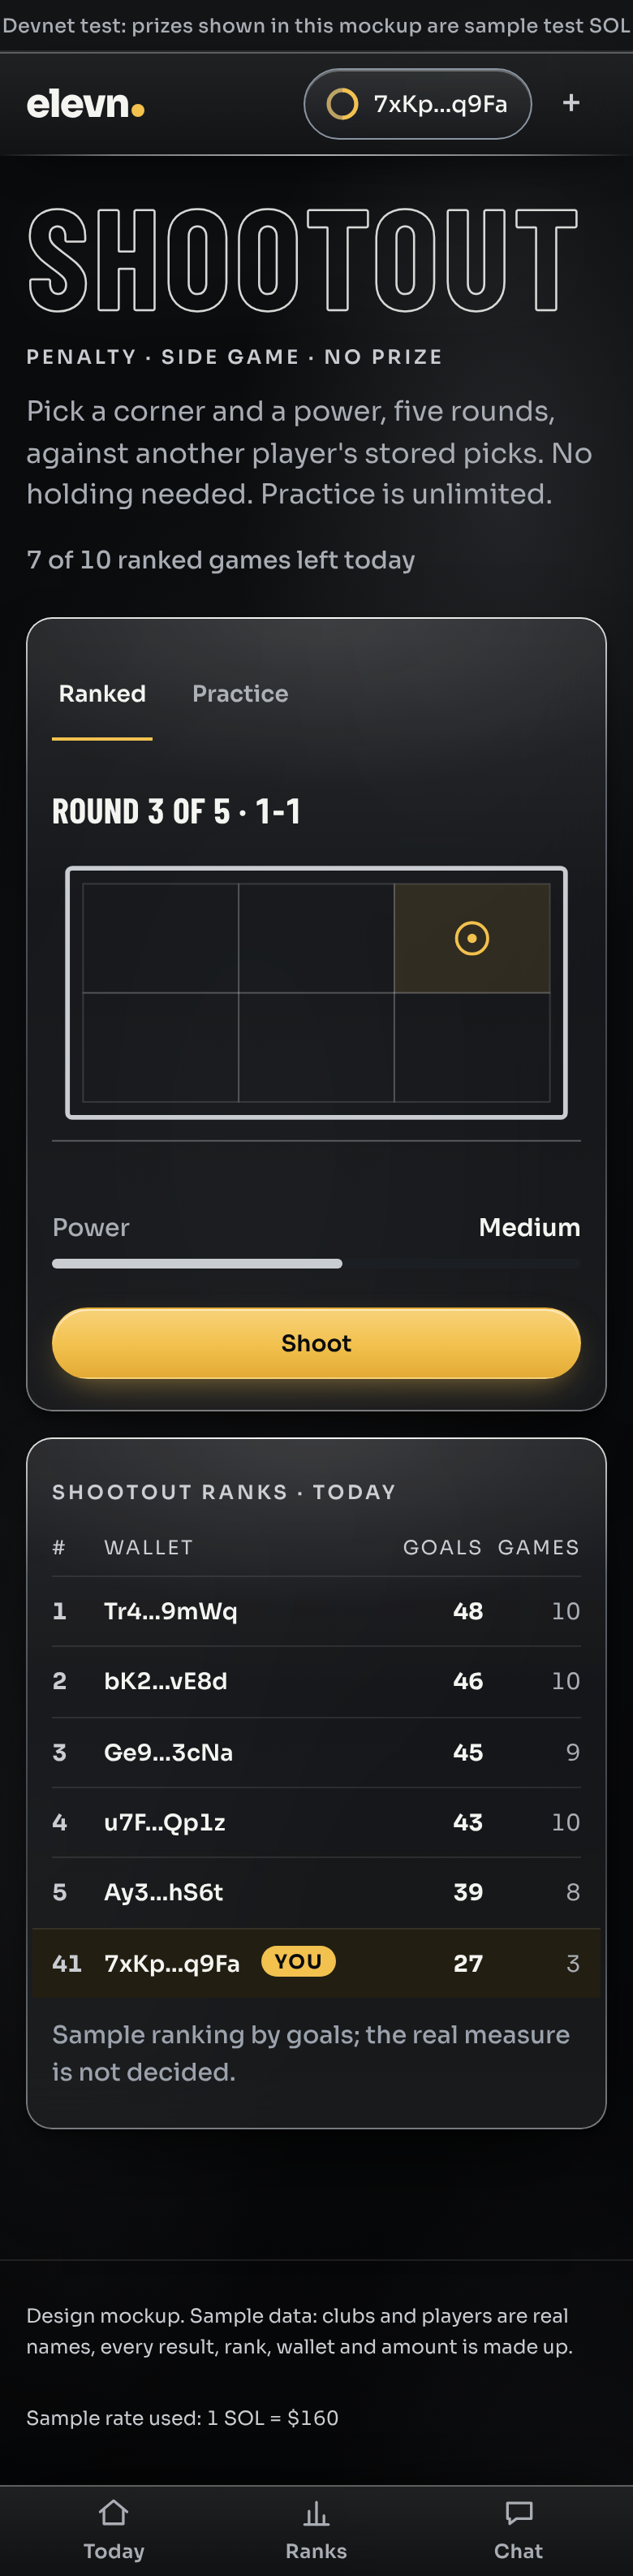 Devnet test: prizes shown in this mockup are sample test SOL
elevn.
7xKp...q9Fa +
SHOOTOUT
PENALTY · SIDE GAME · NO PRIZE
Pick a corner and a power, five rounds,
against another player's stored picks. No
holding needed. Practice is unlimited.
7 of 10 ranked games left today
Ranked Practice
ROUND 3 OF 5 · 1-1
Power Medium
Shoot
SHOOTOUT RANKS · TODAY
# WALLET GOALS GAMES
1 Tr4...9mWq 48 10
2 bK2...vE8d 46 10
3 Ge9...3cNa 45 9
4 u7F...Qp1z 43 10
5 Ay3...hS6t 39 8
41 7xKp...q9Fa YOU 27 3
Sample ranking by goals; the real measure
is not decided.
Design mockup. Sample data: clubs and players are real
names, every result, rank, wallet and amount is made up.
Sample rate used: 1 SOL = $160
Today Ranks Chat